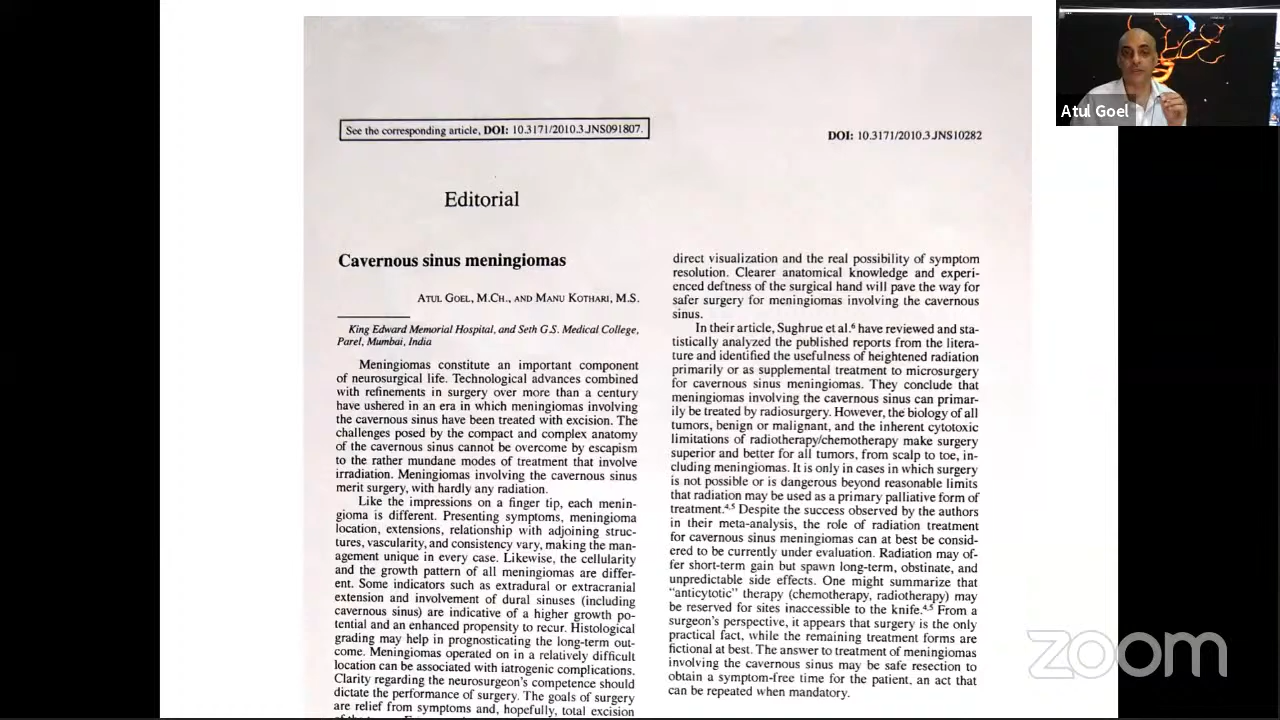 See the corresponding article, DOI: 10.3171/2010.3.JNS091807.
DOI: 10.3171/2010.3.JNS10282
Editorial
Cavernous sinus meningiomas
ATUL GOEL, M.CH., AND MANU KOTHARI, M.S.
King Edward Memorial Hospital, and Seth G.S. Medical College,
Parel, Mumbai, India
Meningiomas constitute an important component
of neurosurgical life. Technological advances combined
with refinements in surgery over more than a century
have ushered in an era in which meningiomas involving
the cavernous sinus have been treated with excision. The
challenges posed by the compact and complex anatomy
of the cavernous sinus cannot be overcome by escapism
to the rather mundane modes of treatment that involve
irradiation. Meningiomas involving the cavernous sinus
merit surgery, with hardly any radiation.
Like the impressions on a finger tip, each menin-
gioma is different. Presenting symptoms, meningioma
location, extensions, relationship with adjoining struc-
tures, vascularity, and consistency vary, making the man-
agement unique in every case. Likewise, the cellularity
and the growth pattern of all meningiomas are differ-
ent. Some indicators such as extradural or extracranial
extension and involvement of dural sinuses (including
cavernous sinus) are indicative of a higher growth po-
tential and an enhanced propensity to recur. Histological
grading may help in prognosticating the long-term out-
come. Meningiomas operated on in a relatively difficult
location can be associated with iatrogenic complications.
Clarity regarding the neurosurgeon's competence should
dictate the performance of surgery. The goals of surgery
are relief from symptoms and, hopefully, total excision
direct visualization and the real possibility of symptom
resolution. Clearer anatomical knowledge and experi-
enced deftness of the surgical hand will pave the way for
safer surgery for meningiomas involving the cavernous
sinus.
In their article, Sughrue et al.6 have reviewed and sta-
tistically analyzed the published reports from the litera-
ture and identified the usefulness of heightened radiation
primarily or as supplemental treatment to microsurgery
for cavernous sinus meningiomas. They conclude that
meningiomas involving the cavernous sinus can primar-
ily be treated by radiosurgery. However, the biology of all
tumors, benign or malignant, and the inherent cytotoxic
limitations of radiotherapy/chemotherapy make surgery
superior and better for all tumors, from scalp to toe, in-
cluding meningiomas. It is only in cases in which surgery
is not possible or is dangerous beyond reasonable limits
that radiation may be used as a primary palliative form of
treatment.4,5 Despite the success observed by the authors
in their meta-analysis, the role of radiation treatment
for cavernous sinus meningiomas can at best be consid-
ered to be currently under evaluation. Radiation may of-
fer short-term gain but spawn long-term, obstinate, and
unpredictable side effects. One might summarize that
"anticytotic" therapy (chemotherapy, radiotherapy) may
be reserved for sites inaccessible to the knife.4,5 From a
surgeon's perspective, it appears that surgery is the only
practical fact, while the remaining treatment forms are
fictional at best. The answer to treatment of meningiomas
involving the cavernous sinus may be safe resection to
obtain a symptom-free time for the patient, an act that
can be repeated when mandatory.
Atul Goel
zoom